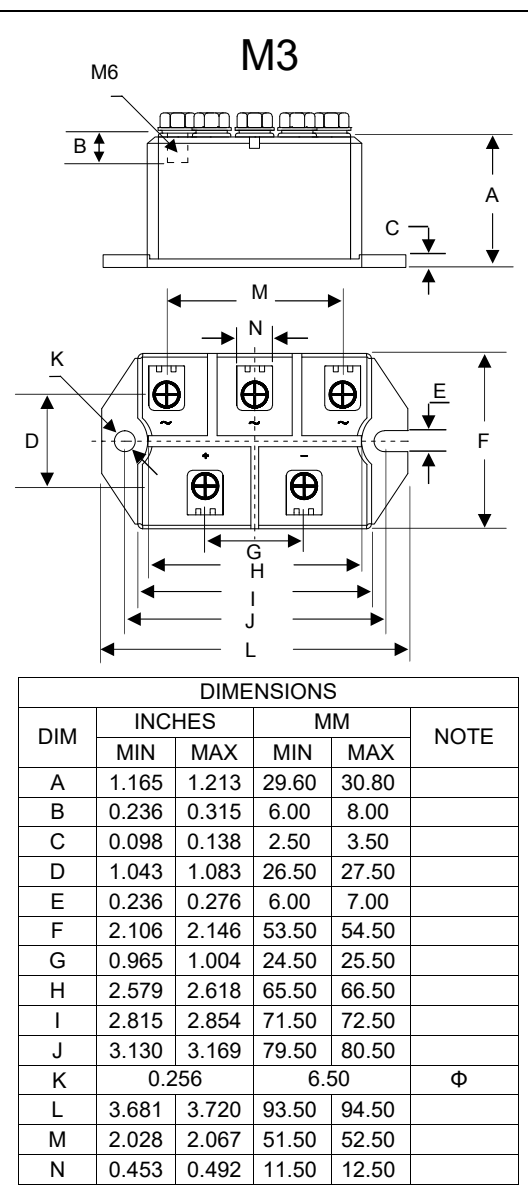 M3
M6
B
A
C
M
N
K
E
D
F
~ ~ ~
+ -
G
H
I
J
L
DIMENSIONS
DIM INCHES MM NOTE
MIN MAX MIN MAX
A 1.165 1.213 29.60 30.80
B 0.236 0.315 6.00 8.00
C 0.098 0.138 2.50 3.50
D 1.043 1.083 26.50 27.50
E 0.236 0.276 6.00 7.00
F 2.106 2.146 53.50 54.50
G 0.965 1.004 24.50 25.50
H 2.579 2.618 65.50 66.50
I 2.815 2.854 71.50 72.50
J 3.130 3.169 79.50 80.50
K 0.256 6.50 Φ
L 3.681 3.720 93.50 94.50
M 2.028 2.067 51.50 52.50
N 0.453 0.492 11.50 12.50